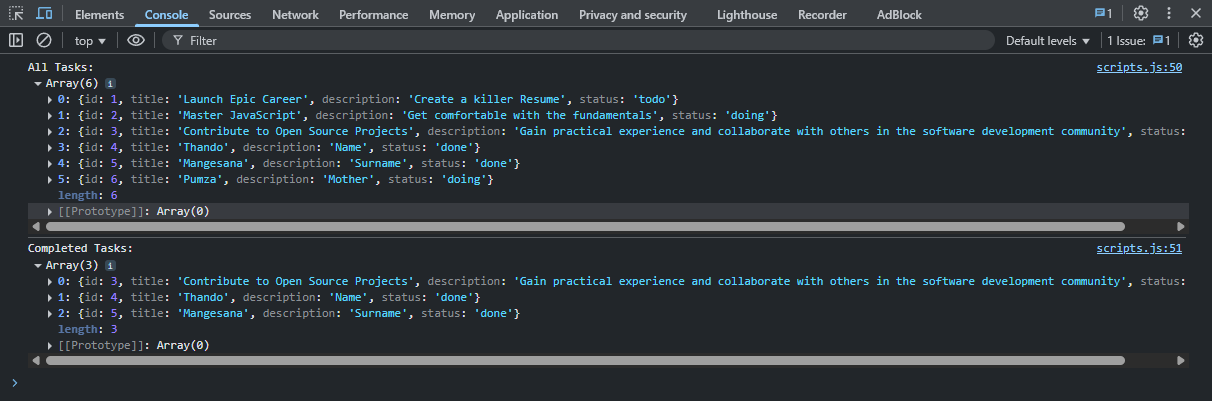 Elements Console Sources Network Performance Memory Application Privacy and security Lighthouse Recorder AdBlock 1
top Filter Default levels 1 Issue: 1
All Tasks: scripts.js:50
Array(6) i
0: {id: 1, title: 'Launch Epic Career', description: 'Create a killer Resume', status: 'todo'}
1: {id: 2, title: 'Master JavaScript', description: 'Get comfortable with the fundamentals', status: 'doing'}
2: {id: 3, title: 'Contribute to Open Source Projects', description: 'Gain practical experience and collaborate with others in the software development community', status:
3: {id: 4, title: 'Thando', description: 'Name', status: 'done'}
4: {id: 5, title: 'Mangesana', description: 'Surname', status: 'done'}
5: {id: 6, title: 'Pumza', description: 'Mother', status: 'doing'}
length: 6
[[Prototype]]: Array(0)
Completed Tasks: scripts.js:51
Array(3) i
0: {id: 3, title: 'Contribute to Open Source Projects', description: 'Gain practical experience and collaborate with others in the software development community', status:
1: {id: 4, title: 'Thando', description: 'Name', status: 'done'}
2: {id: 5, title: 'Mangesana', description: 'Surname', status: 'done'}
length: 3
[[Prototype]]: Array(0)